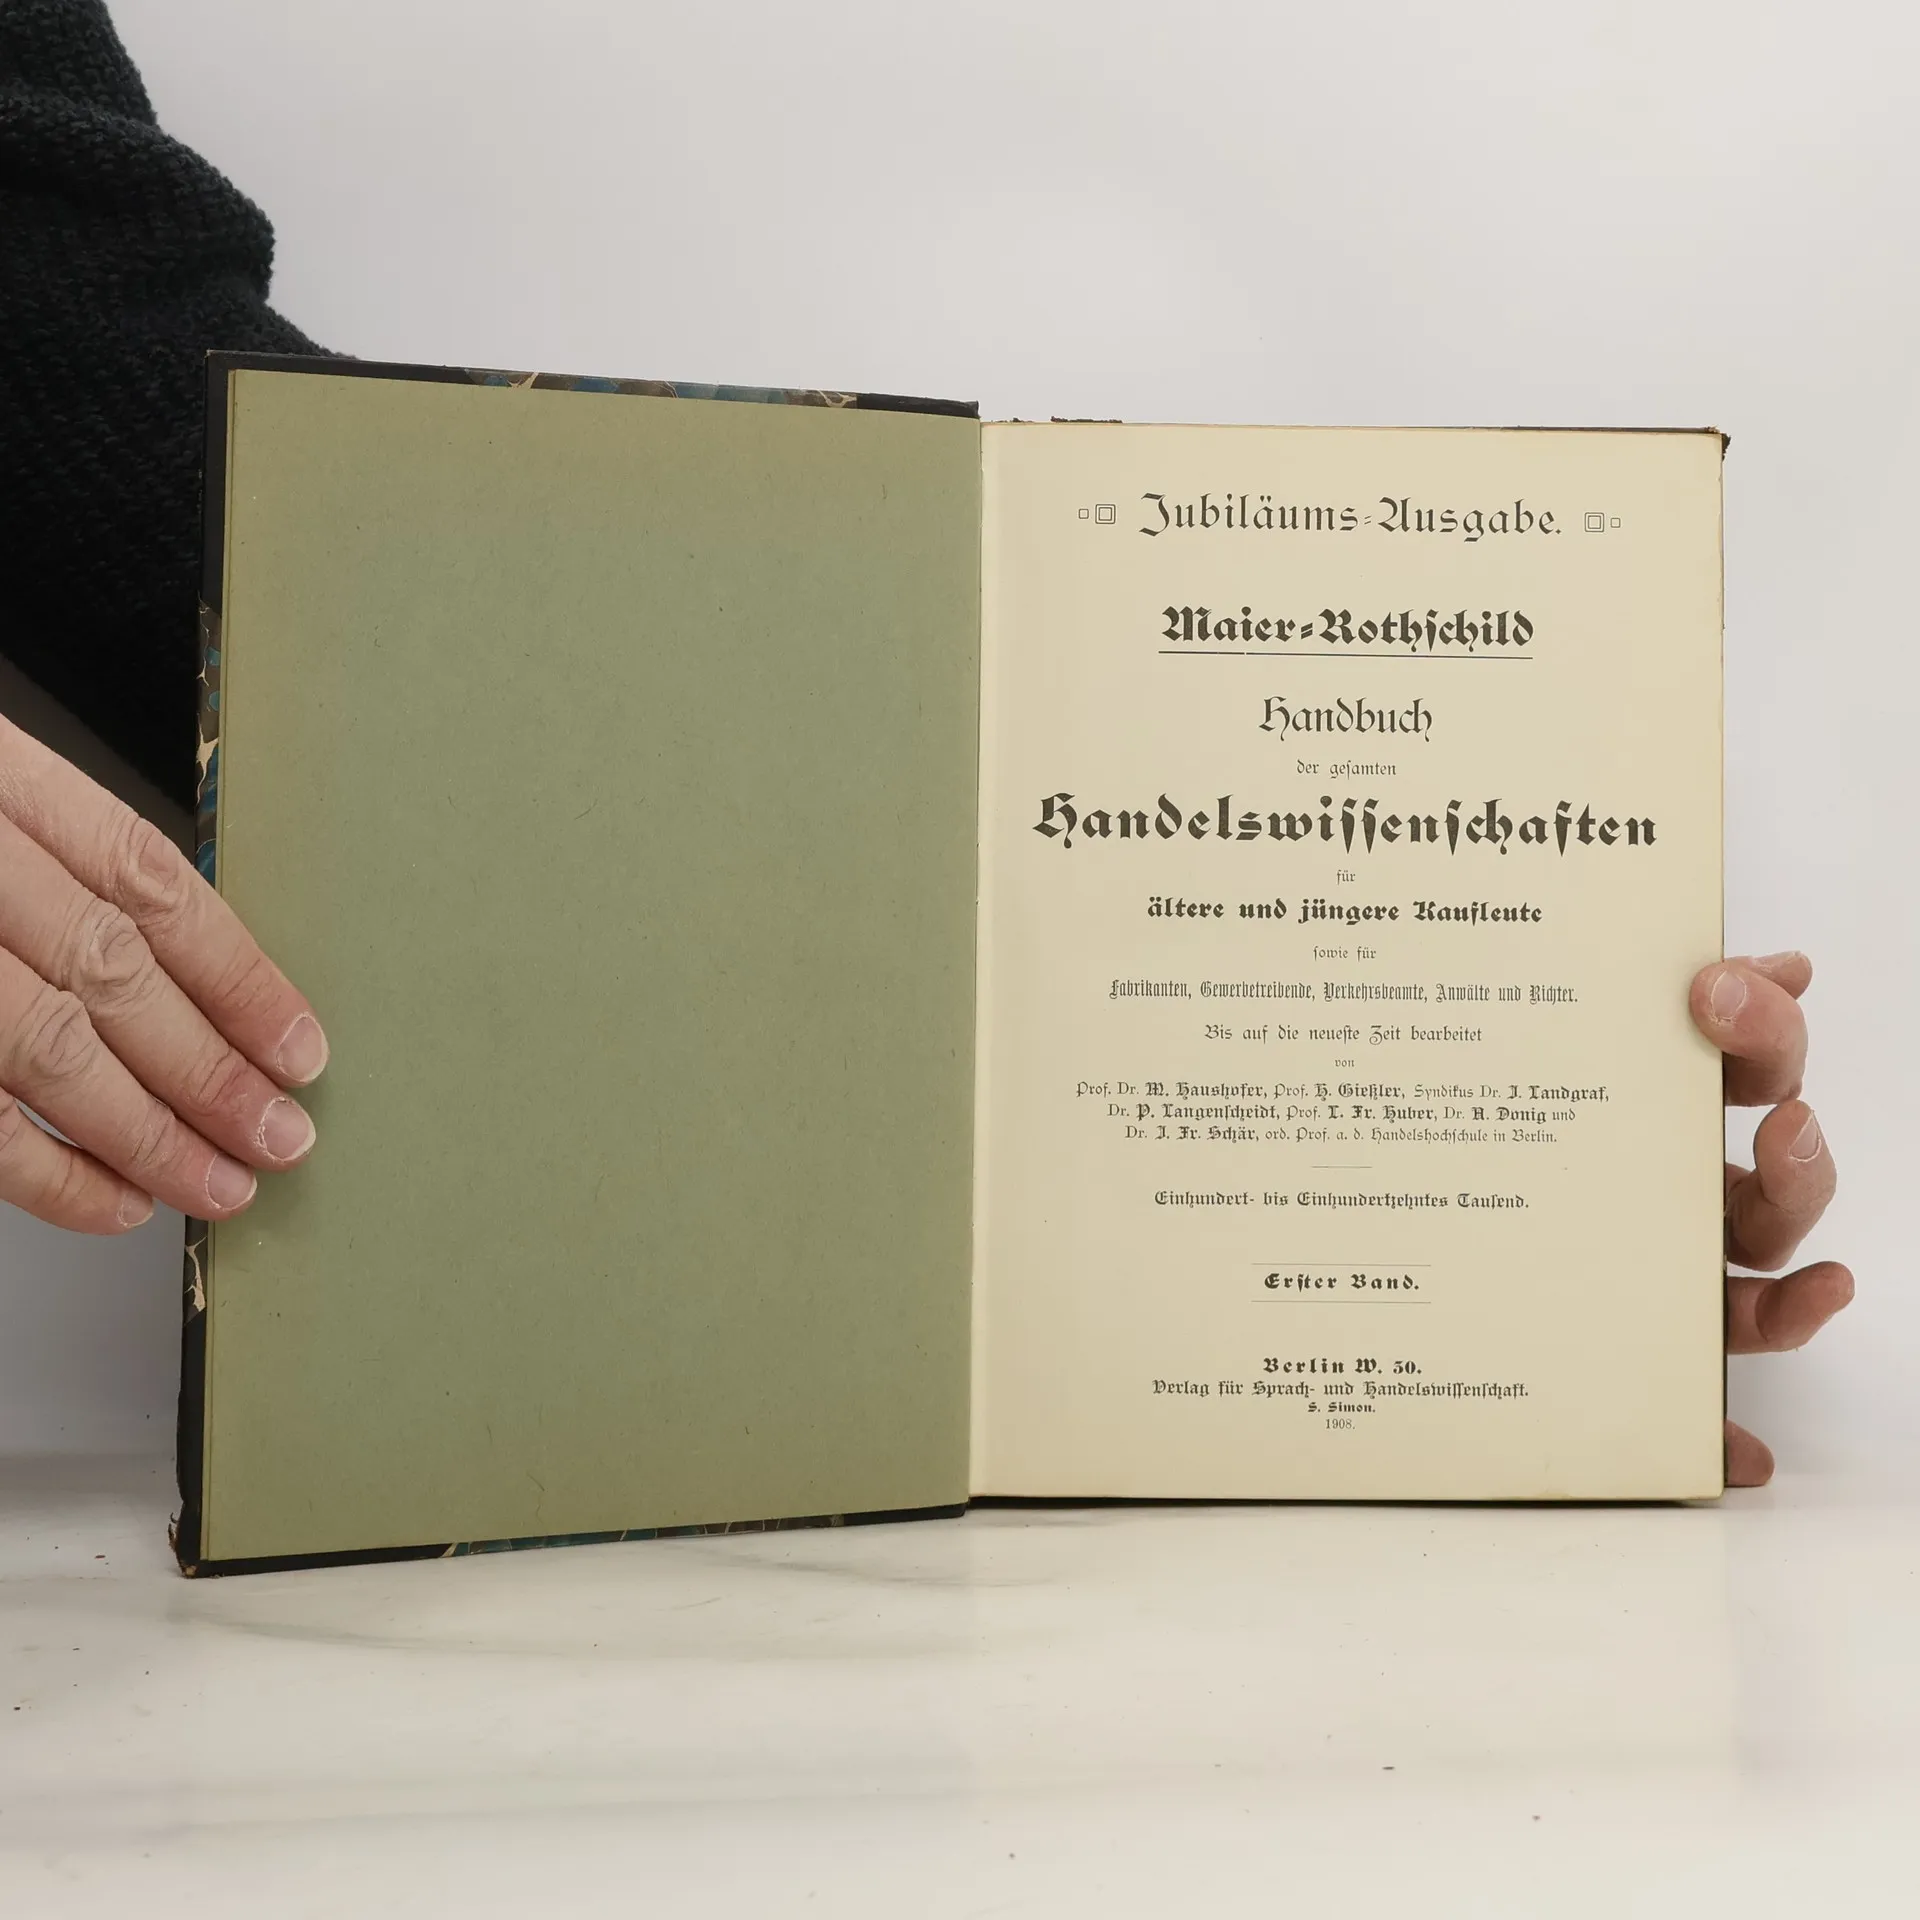 Jubiläums-Ausgabe.
Maier-Rothschild
Handbuch
der gesamten
Handelswissenschaften
für
ältere und jüngere Kaufleute
sowie für
Fabrikanten, Gewerbetreibende, Verkehrsbeamte, Anwälte und Richter.
Bis auf die neueste Zeit bearbeitet
von
Prof. Dr. M. Haushofer, Prof. H. Gießler, Syndikus Dr. J. Landgraf,
Dr. P. Langenscheidt, Prof. L. Fr. Huber, Dr. A. Donig und
Dr. J. Fr. Schär, ord. Prof. a. d. Handelshochschule in Berlin.
Einhundert- bis Einhundertzehntes Tausend.
Erster Band.
Berlin W. 30.
Verlag für Sprach- und Handelswissenschaft.
S. Simon.
1908.